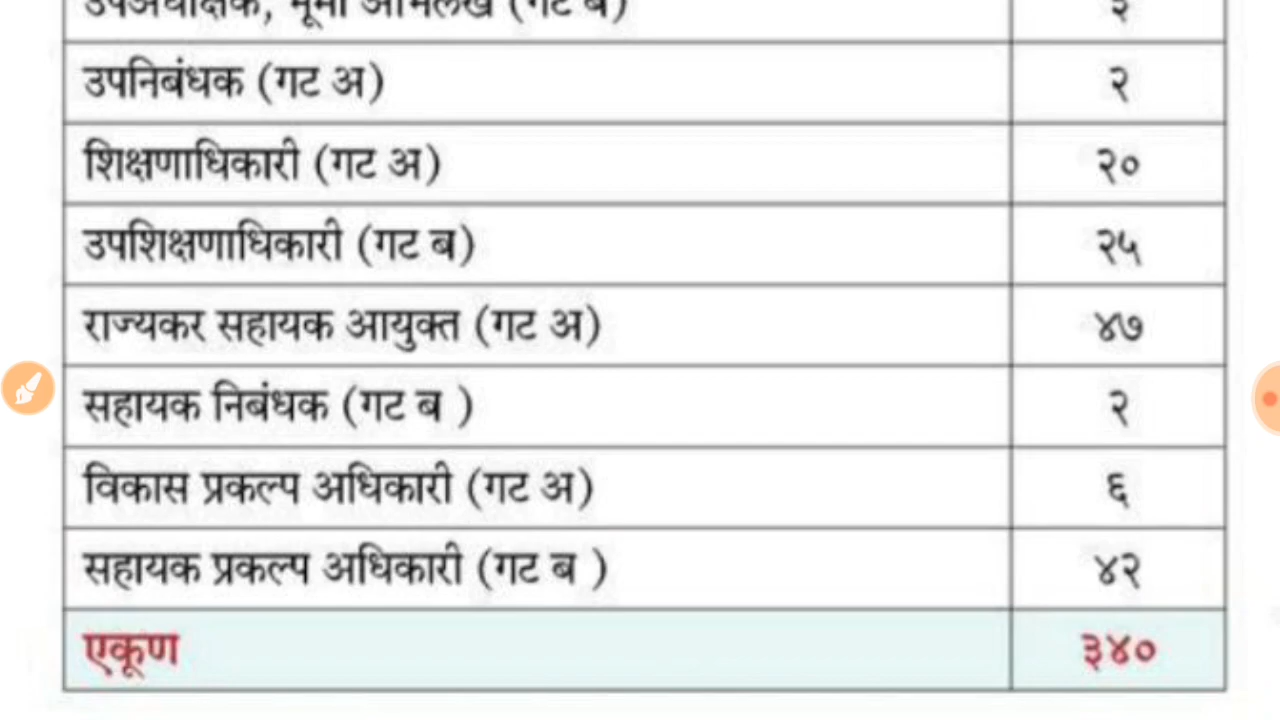 उपनिबंधक (गट अ) २
शिक्षणाधिकारी (गट अ) २०
उपशिक्षणाधिकारी (गट ब) २५
राज्यकर सहायक आयुक्त (गट अ) ४७
सहायक निबंधक (गट ब ) २
विकास प्रकल्प अधिकारी (गट अ) ६
सहायक प्रकल्प अधिकारी (गट ब ) ४२
एकूण ३४०